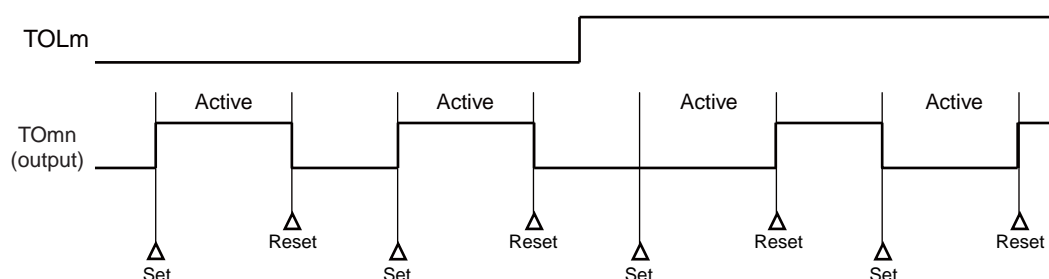 TOLm
Active
Active
Active
Active
TOmn
(output)
Reset
Reset
Reset
Reset
Set
Set
Set
Set